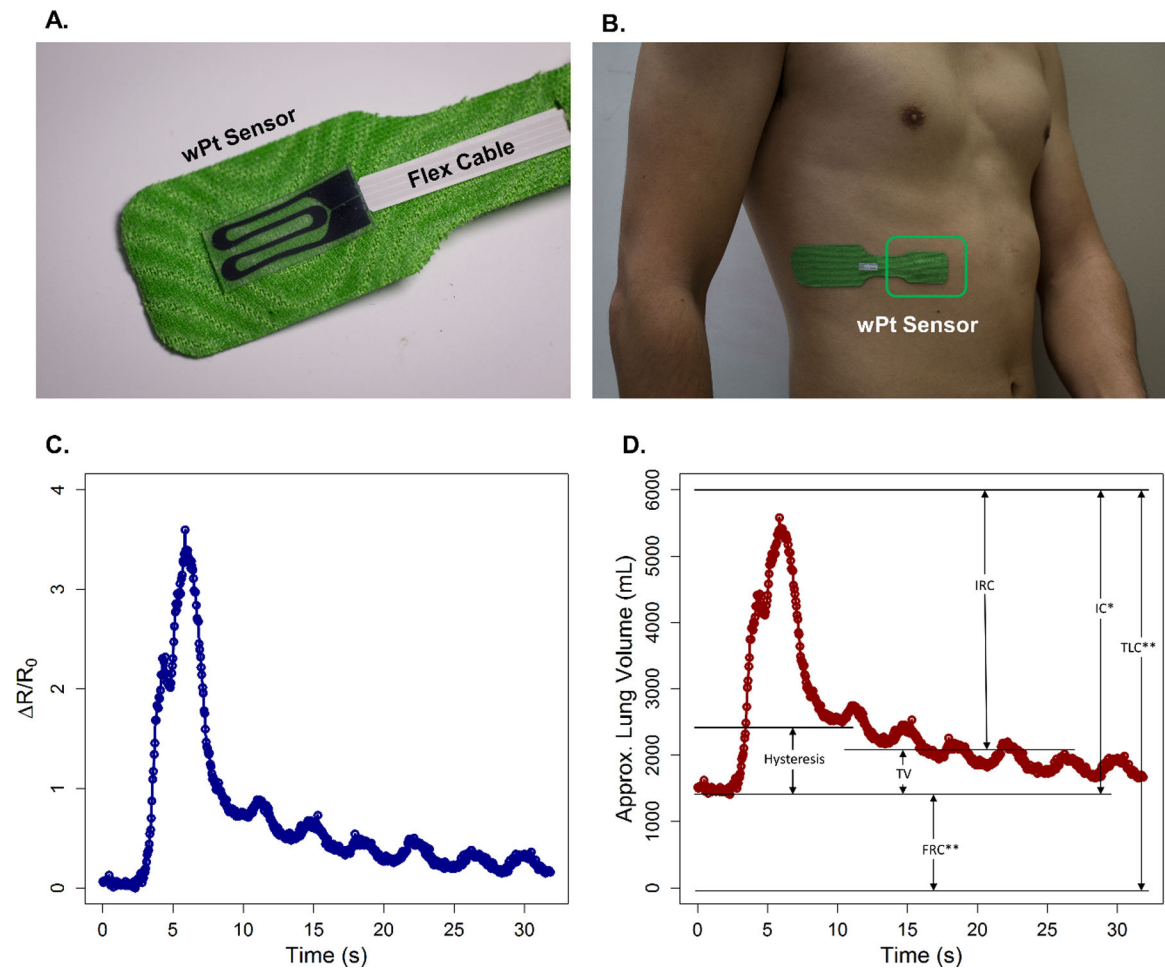 A.
wPt Sensor
Flex Cable
B.
wPt Sensor
C.
ΔR/R0
4
3
2
1
0
0 5 10 15 20 25 30
Time (s)
D.
Approx. Lung Volume (mL)
6000
5000
4000
3000
2000
1000
0
IRC
IC*
TLC**
Hysteresis
TV
FRC**
0 5 10 15 20 25 30
Time (s)